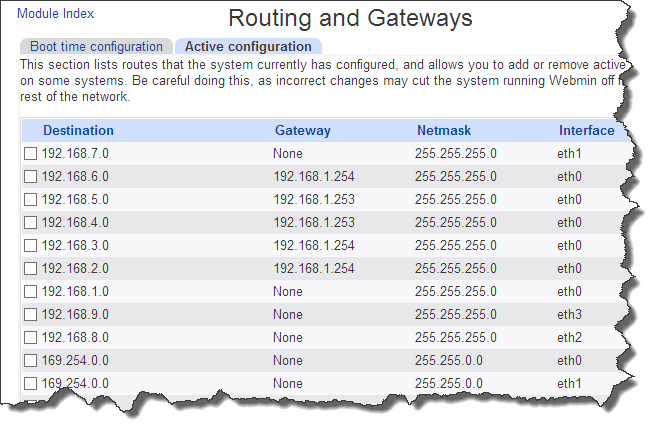 Module Index
Routing and Gateways
Boot time configuration Active configuration
This section lists routes that the system currently has configured, and allows you to add or remove active
on some systems. Be careful doing this, as incorrect changes may cut the system running Webmin off
rest of the network.
Destination Gateway Netmask Interface
192.168.7.0 None 255.255.255.0 eth1
192.168.6.0 192.168.1.254 255.255.255.0 eth0
192.168.5.0 192.168.1.253 255.255.255.0 eth0
192.168.4.0 192.168.1.253 255.255.255.0 eth0
192.168.3.0 192.168.1.254 255.255.255.0 eth0
192.168.2.0 192.168.1.254 255.255.255.0 eth0
192.168.1.0 None 255.255.255.0 eth0
192.168.9.0 None 255.255.255.0 eth3
192.168.8.0 None 255.255.255.0 eth2
169.254.0.0 None 255.255.0.0 eth0
169.254.0.0 None 255.255.0.0 eth1